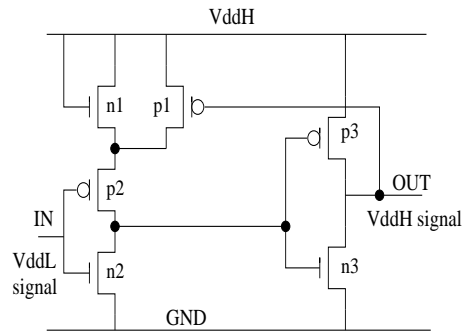 VddH
n1
p1
p3
p2
OUT
IN
VddH signal
VddL
signal
n2
n3
GND